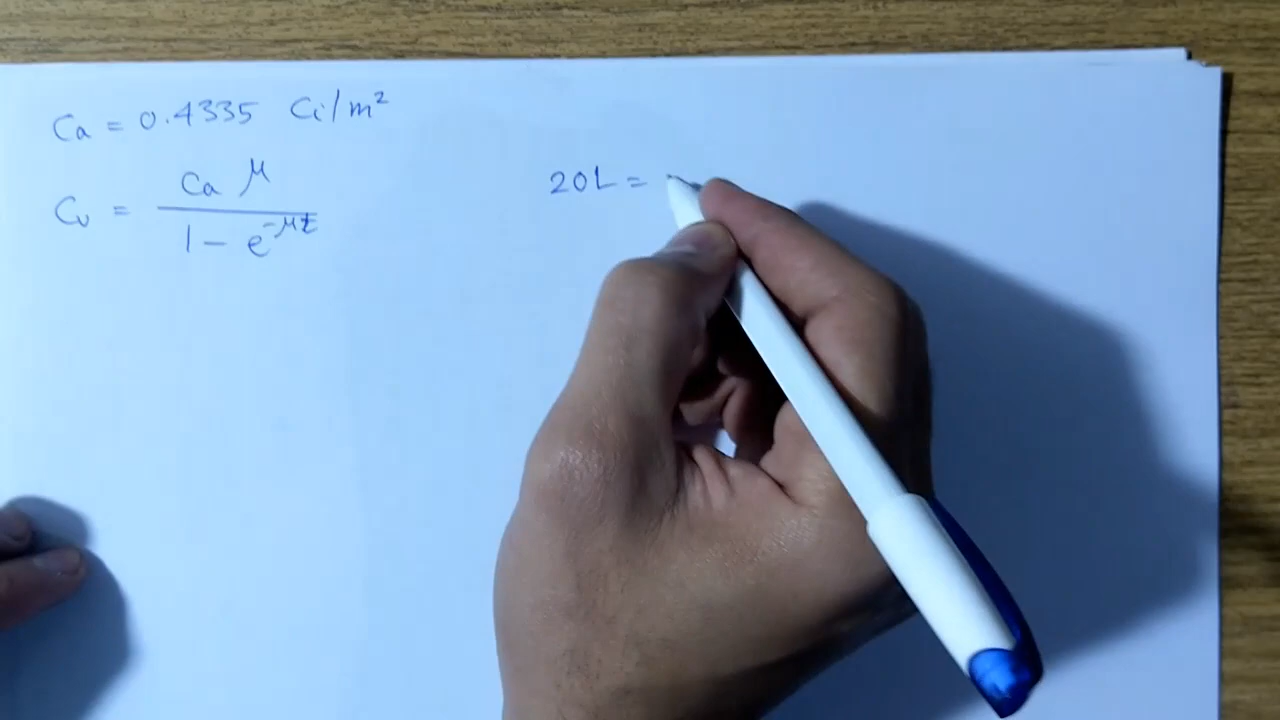 Ca = 0.4335 Ci/m²
Cv = Ca μ / 1 - e^-μt
20L =